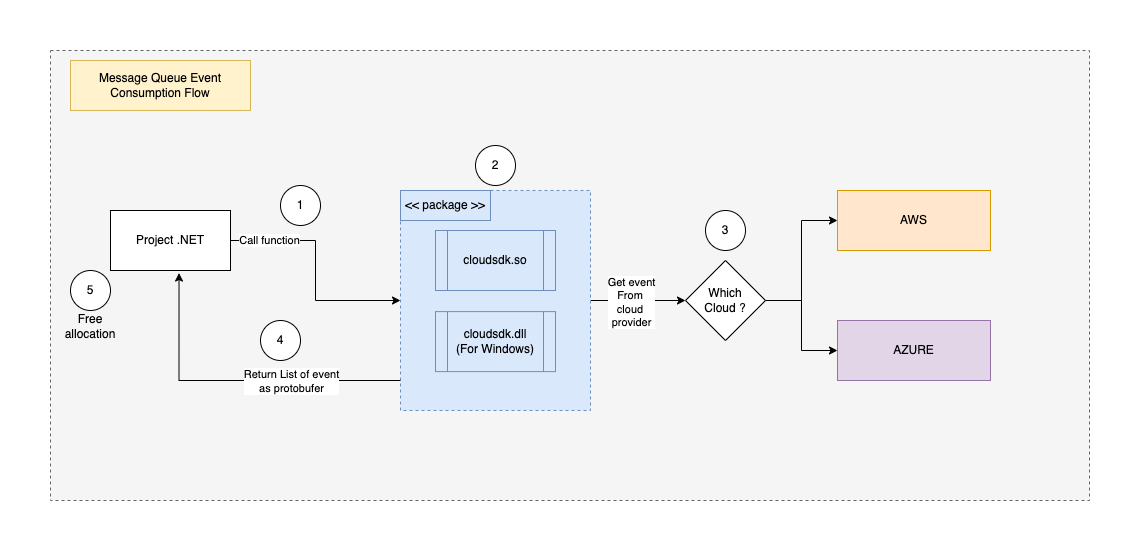 Message Queue Event
Consumption Flow
2
<< package >>
1
3
Project .NET
Call function
cloudsdk.so
AWS
5
Free
allocation
Get event
From
cloud
provider
Which
Cloud ?
4
cloudsdk.dll
(For Windows)
AZURE
Return List of event
as protobufer